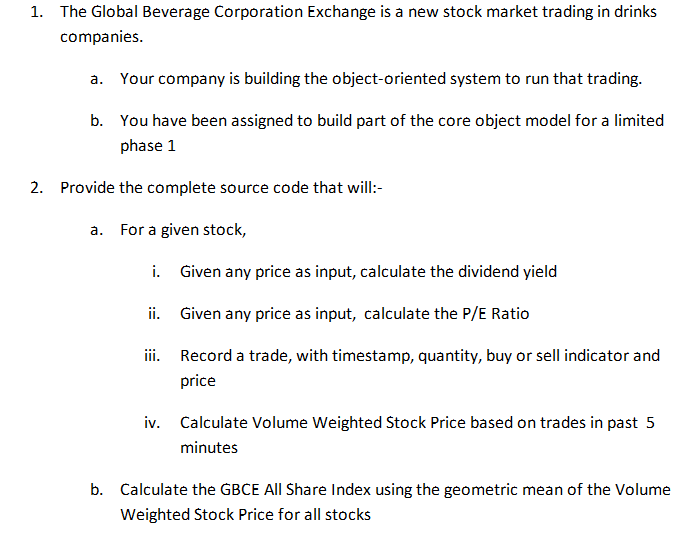 1. The Global Beverage Corporation Exchange is a new stock market trading in drinks
companies.
a. Your company is building the object-oriented system to run that trading.
b. You have been assigned to build part of the core object model for a limited
phase 1
2. Provide the complete source code that will:-
a. For a given stock,
i. Given any price as input, calculate the dividend yield
ii. Given any price as input, calculate the P/E Ratio
iii. Record a trade, with timestamp, quantity, buy or sell indicator and
price
iv. Calculate Volume Weighted Stock Price based on trades in past 5
minutes
b. Calculate the GBCE All Share Index using the geometric mean of the Volume
Weighted Stock Price for all stocks